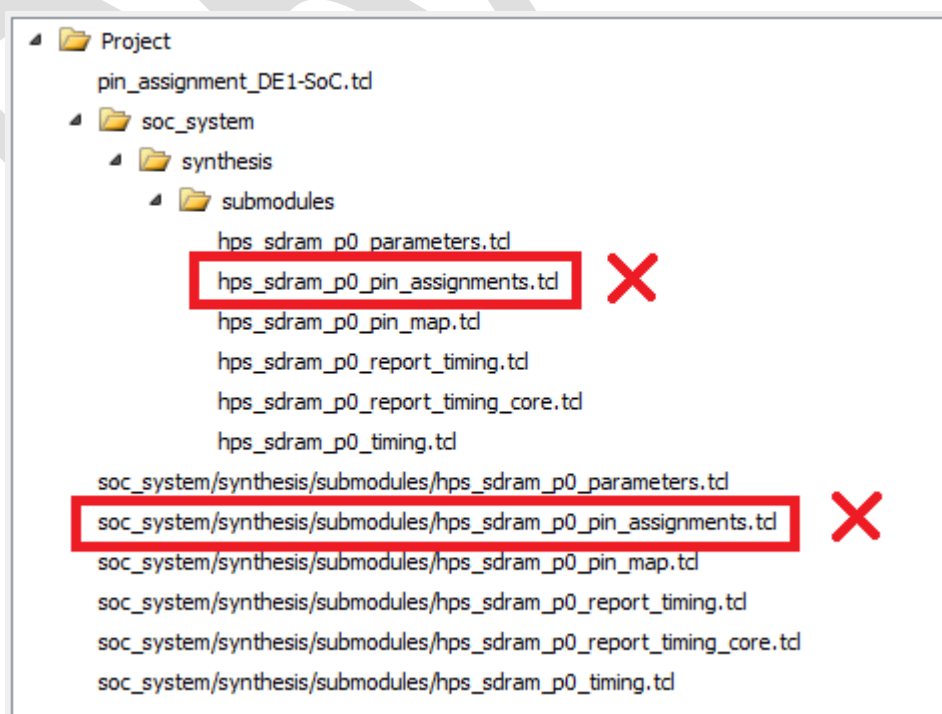 Project
pin_assignment_DE1-SoC.tcl
soc_system
synthesis
submodules
hps_sdram_p0_parameters.tcl
hps_sdram_p0_pin_assignments.tcl
hps_sdram_p0_pin_map.tcl
hps_sdram_p0_report_timing.tcl
hps_sdram_p0_report_timing_core.tcl
hps_sdram_p0_timing.tcl
soc_system/synthesis/submodules/hps_sdram_p0_parameters.tcl
soc_system/synthesis/submodules/hps_sdram_p0_pin_assignments.tcl
soc_system/synthesis/submodules/hps_sdram_p0_pin_map.tcl
soc_system/synthesis/submodules/hps_sdram_p0_report_timing.tcl
soc_system/synthesis/submodules/hps_sdram_p0_report_timing_core.tcl
soc_system/synthesis/submodules/hps_sdram_p0_timing.tcl